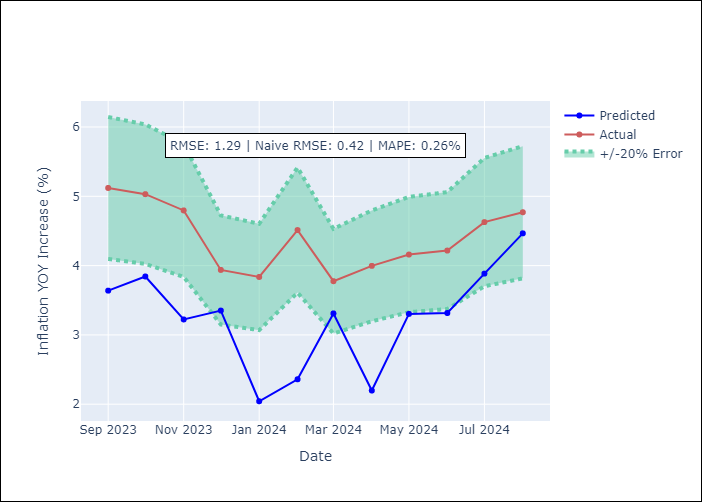 RMSE: 1.29 | Naive RMSE: 0.42 | MAPE: 0.26%
Predicted
Actual
+/-20% Error
Inflation YOY Increase (%)
6
5
4
3
2
Sep 2023
Nov 2023
Jan 2024
Mar 2024
May 2024
Jul 2024
Date